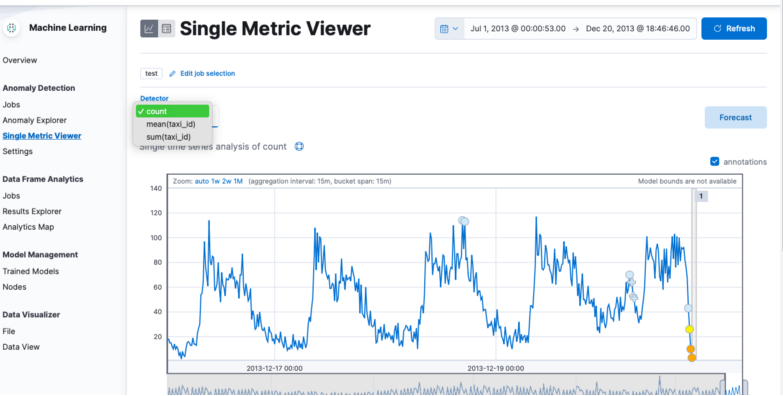 Machine Learning
Single Metric Viewer
Jul 1, 2013 @ 00:00:53.00 → Dec 20, 2013 @ 18:46:46.00
Refresh
Overview
Anomaly Detection
Jobs
Anomaly Explorer
Single Metric Viewer
Settings
Data Frame Analytics
Jobs
Results Explorer
Analytics Map
Model Management
Trained Models
Nodes
Data Visualizer
File
Data View
test
Edit job selection
Detector
✓ count
mean(taxi_id)
sum(taxi_id)
Forecast
Single time series analysis of count
annotations
Zoom: auto 1w 2w 1M (aggregation interval: 15m, bucket span: 15m)
Model bounds are not available
1
140
120
100
80
60
40
20
2013-12-17 00:00
2013-12-19 00:00